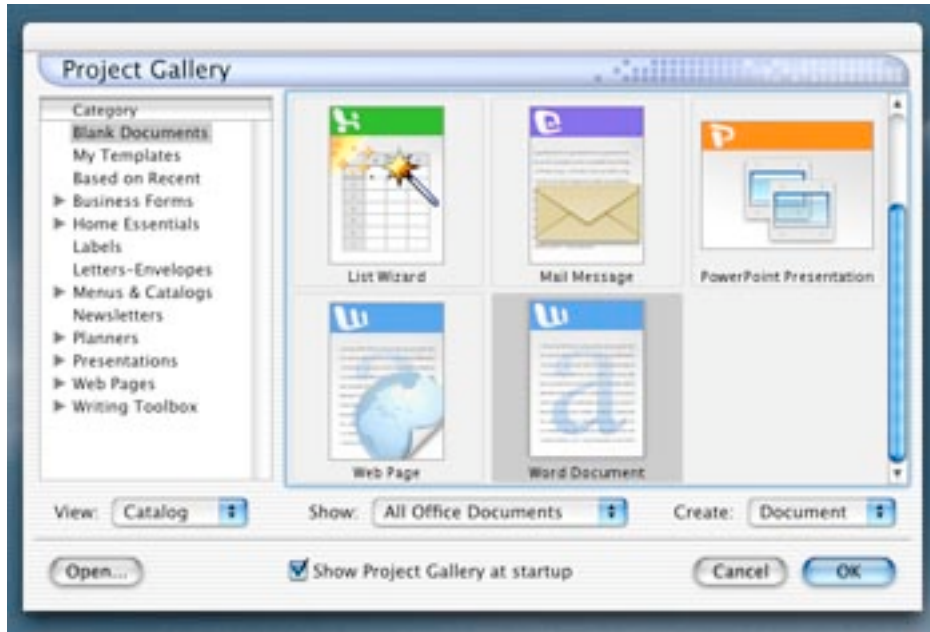 Project Gallery
Category
Blank Documents
My Templates
Based on Recent
Business Forms
Home Essentials
Labels
Letters-Envelopes
Menus & Catalogs
Newsletters
Planners
Presentations
Web Pages
Writing Toolbox
List Wizard
Mail Message
PowerPoint Presentation
Web Page
Word Document
View: Catalog
Show: All Office Documents
Create: Document
Open...
Show Project Gallery at startup
Cancel
OK